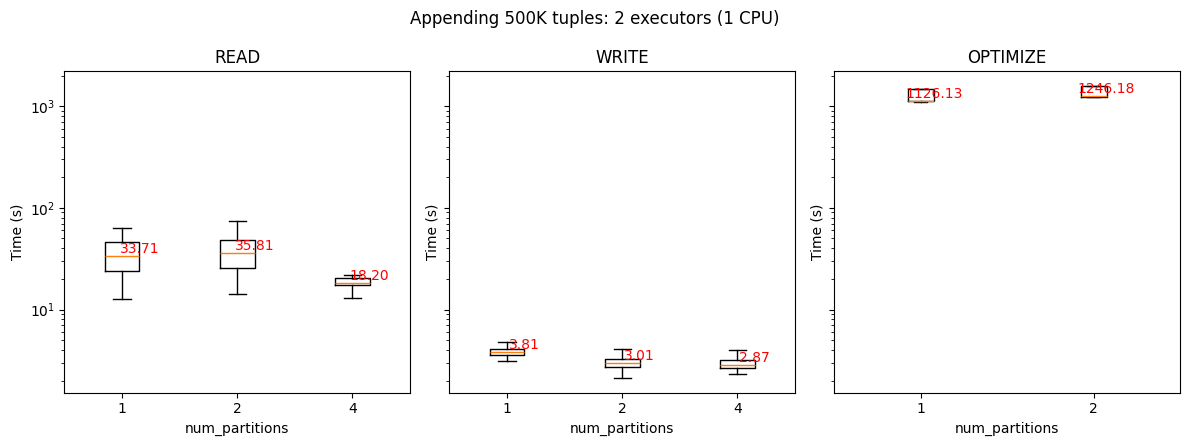 Appending 500K tuples: 2 executors (1 CPU)
READ
WRITE
OPTIMIZE
Time (s)
10³
10²
10¹
33.71
35.81
18.20
1
2
4
num_partitions
Time (s)
3.81
3.01
2.87
1
2
4
num_partitions
Time (s)
1126.13
1246.18
1
2
num_partitions